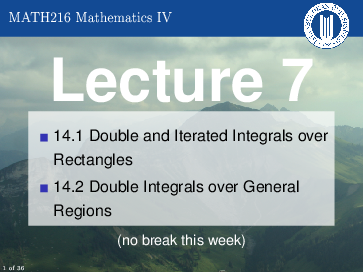 MATH216 Mathematics IV
Lecture 7
14.1 Double and Iterated Integrals over
Rectangles
14.2 Double Integrals over General
Regions
(no break this week)
1 of 36